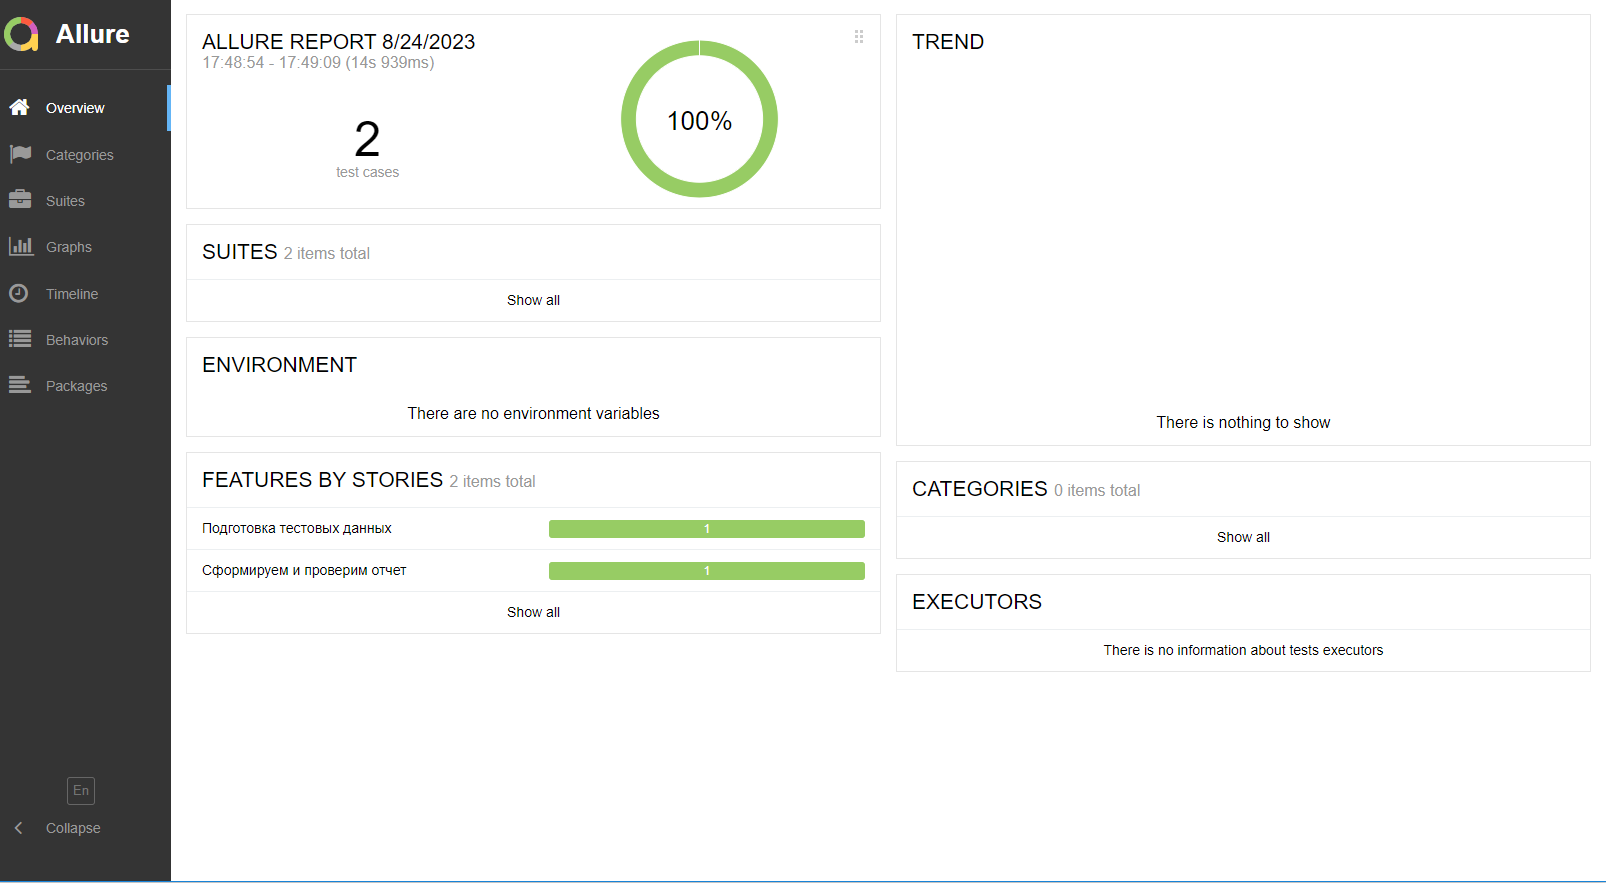 Allure
Overview
Categories
Suites
Graphs
Timeline
Behaviors
Packages
En
Collapse
ALLURE REPORT 8/24/2023
17:48:54 - 17:49:09 (14s 939ms)
2
test cases
100%
SUITES 2 items total
Show all
ENVIRONMENT
There are no environment variables
FEATURES BY STORIES 2 items total
Подготовка тестовых данных 1
Сформируем и проверим отчет 1
Show all
TREND
There is nothing to show
CATEGORIES 0 items total
Show all
EXECUTORS
There is no information about tests executors